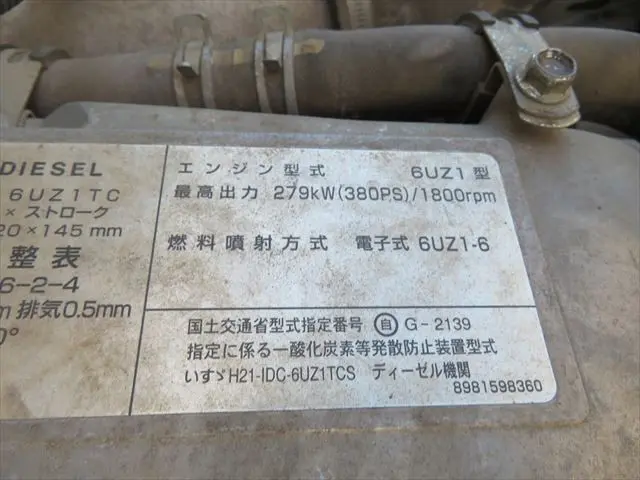 DIESEL
6UZ1TC
× ストローク
20×145mm
整表
6-2-4
m 排気0.5mm
0°
エンジン型式 6UZ1型
最高出力 279kW(380PS)/1800rpm
燃料噴射方式 電子式 6UZ1-6
国土交通省型式指定番号 自 G-2139
指定に係る一酸化炭素等発散防止装置型式
いすゞH21-IDC-6UZ1TCS ディーゼル機関
8981598360